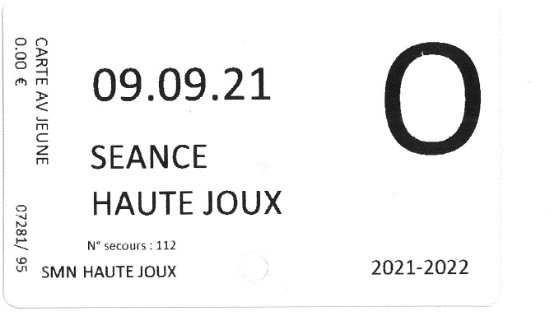 CARTE AV JEUNE
0.00 €
07281/ 95
09.09.21
O
SEANCE
HAUTE JOUX
N° secours : 112
SMN HAUTE JOUX
2021-2022